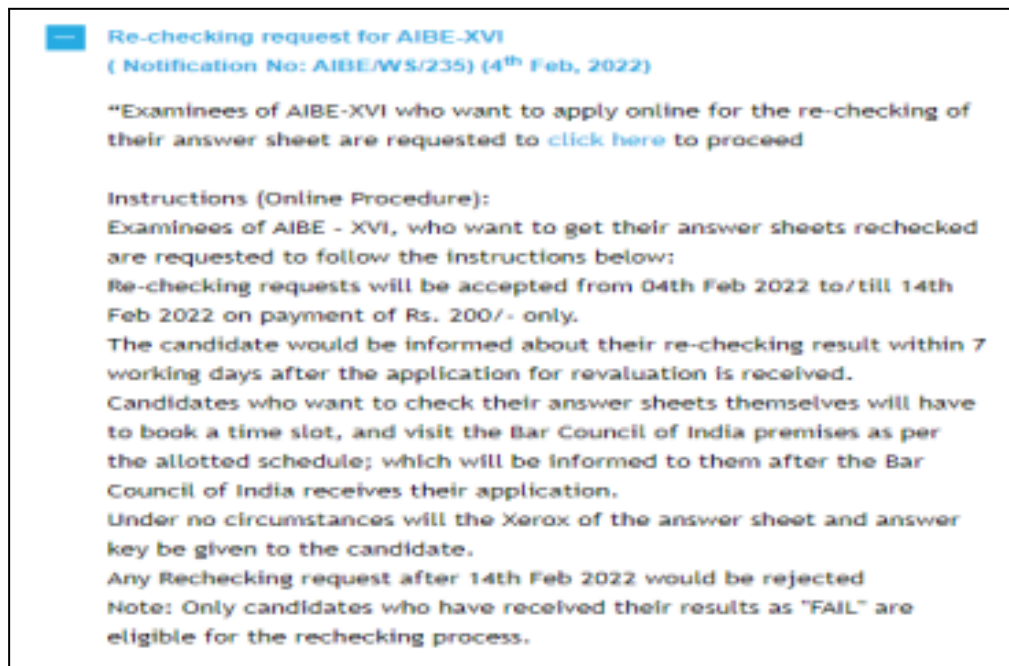 Re-checking request for AIBE-XVI
( Notification No: AIBE/WS/235) (4th Feb, 2022)
“Examinees of AIBE-XVI who want to apply online for the re-checking of
their answer sheet are requested to click here to proceed
Instructions (Online Procedure):
Examinees of AIBE - XVI, who want to get their answer sheets rechecked
are requested to follow the instructions below:
Re-checking requests will be accepted from 04th Feb 2022 to/till 14th
Feb 2022 on payment of Rs. 200/- only.
The candidate would be informed about their re-checking result within 7
working days after the application for revaluation is received.
Candidates who want to check their answer sheets themselves will have
to book a time slot, and visit the Bar Council of India premises as per
the allotted schedule; which will be informed to them after the Bar
Council of India receives their application.
Under no circumstances will the Xerox of the answer sheet and answer
key be given to the candidate.
Any Rechecking request after 14th Feb 2022 would be rejected
Note: Only candidates who have received their results as "FAIL" are
eligible for the rechecking process.